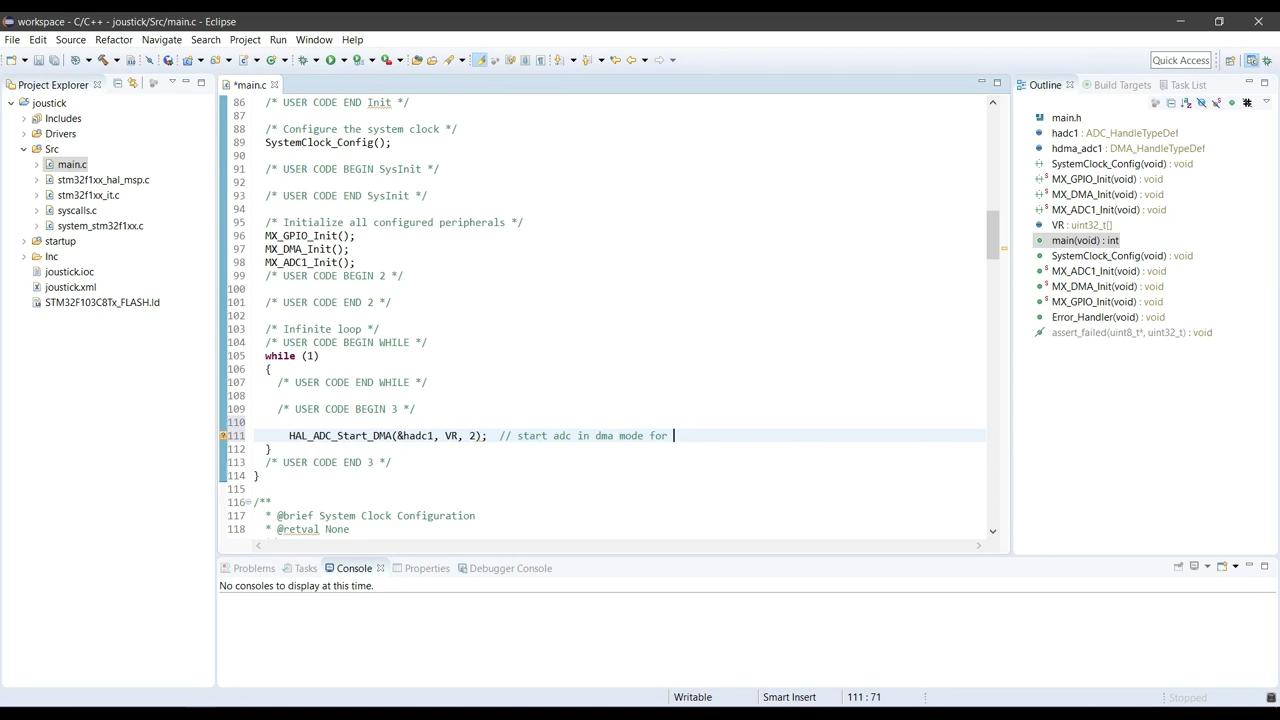 workspace - C/C++ - joustick/Src/main.c - Eclipse
File Edit Source Refactor Navigate Search Project Run Window Help
Quick Access
Project Explorer
joustick
Includes
Drivers
Src
main.c
stm32f1xx_hal_msp.c
stm32f1xx_it.c
syscalls.c
system_stm32f1xx.c
startup
Inc
joustick.ioc
joustick.xml
STM32F103C8Tx_FLASH.ld
*main.c
86 /* USER CODE END Init */
87
88 /* Configure the system clock */
89 SystemClock_Config();
90
91 /* USER CODE BEGIN SysInit */
92
93 /* USER CODE END SysInit */
94
95 /* Initialize all configured peripherals */
96 MX_GPIO_Init();
97 MX_DMA_Init();
98 MX_ADC1_Init();
99 /* USER CODE BEGIN 2 */
100
101 /* USER CODE END 2 */
102
103 /* Infinite loop */
104 /* USER CODE BEGIN WHILE */
105 while (1)
106 {
107 /* USER CODE END WHILE */
108
109 /* USER CODE BEGIN 3 */
110
111 HAL_ADC_Start_DMA(&hadc1, VR, 2); // start adc in dma mode for
112 }
113 /* USER CODE END 3 */
114 }
115
116 /**
117 * @brief System Clock Configuration
118 * @retval None
Outline Build Targets Task List
main.h
hadc1 : ADC_HandleTypeDef
hdma_adc1 : DMA_HandleTypeDef
SystemClock_Config(void) : void
MX_GPIO_Init(void) : void
MX_DMA_Init(void) : void
MX_ADC1_Init(void) : void
VR : uint32_t[]
main(void) : int
SystemClock_Config(void) : void
MX_ADC1_Init(void) : void
MX_DMA_Init(void) : void
MX_GPIO_Init(void) : void
Error_Handler(void) : void
assert_failed(uint8_t*, uint32_t) : void
Problems Tasks Console Properties Debugger Console
No consoles to display at this time.
Writable Smart Insert 111 : 71 Stopped